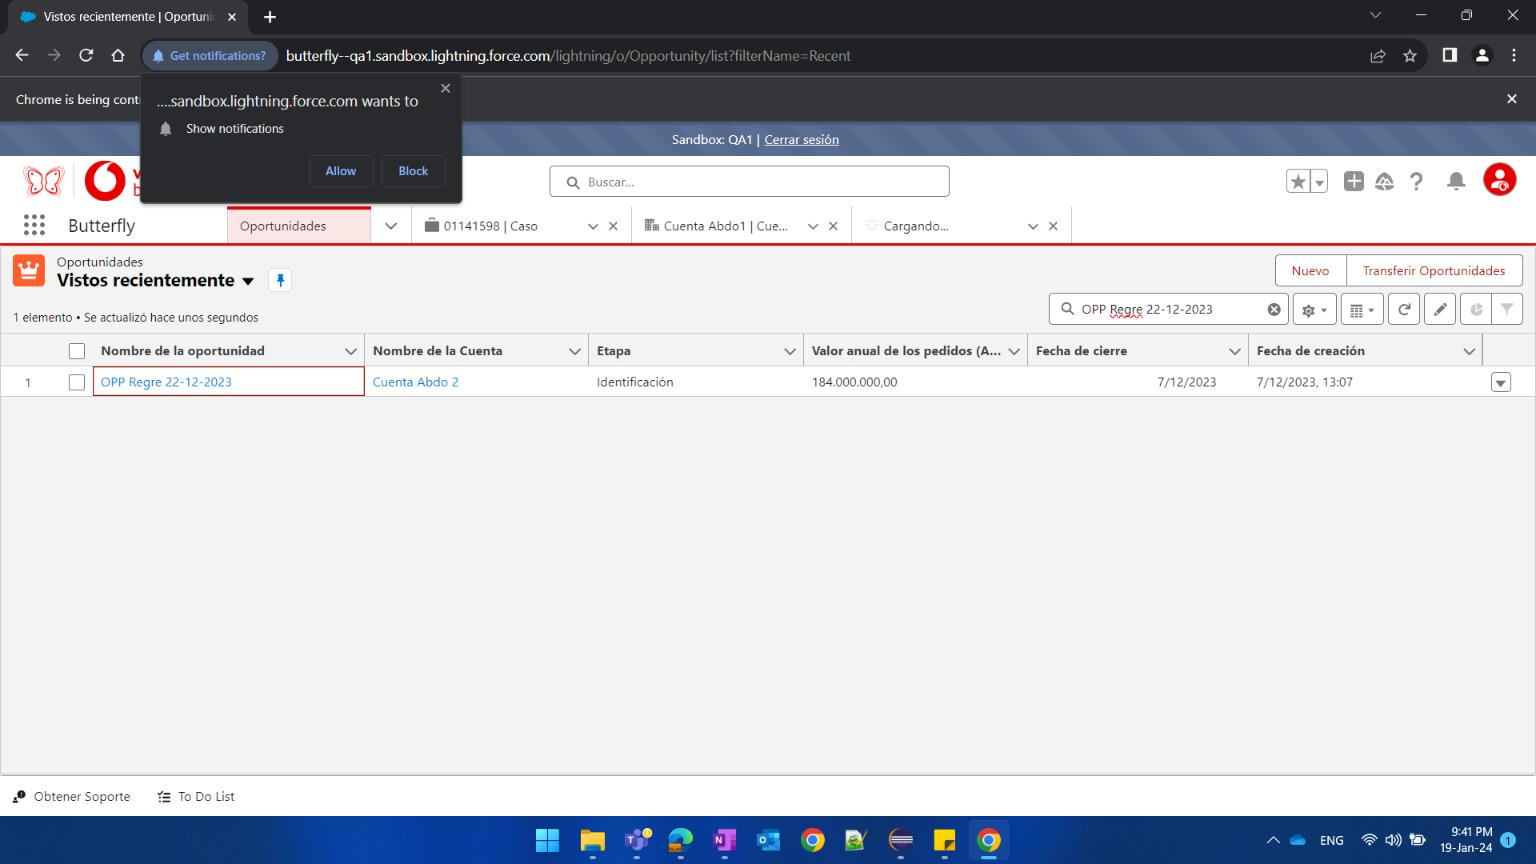 Vistos recientemente | Oportuni
Get notifications?
butterfly--qa1.sandbox.lightning.force.com/lightning/o/Opportunity/list?filterName=Recent
Chrome is being cont
....sandbox.lightning.force.com wants to
Show notifications
Allow
Block
Sandbox: QA1 | Cerrar sesión
Buscar...
Butterfly
Oportunidades
01141598 | Caso
Cuenta Abdo1 | Cue...
Cargando...
Oportunidades
Vistos recientemente
Nuevo
Transferir Oportunidades
1 elemento • Se actualizó hace unos segundos
OPP Regre 22-12-2023
Nombre de la oportunidad
Nombre de la Cuenta
Etapa
Valor anual de los pedidos (A...
Fecha de cierre
Fecha de creación
1
OPP Regre 22-12-2023
Cuenta Abdo 2
Identificación
184.000.000,00
7/12/2023
7/12/2023, 13:07
Obtener Soporte
To Do List
ENG
9:41 PM
19-Jan-24
1